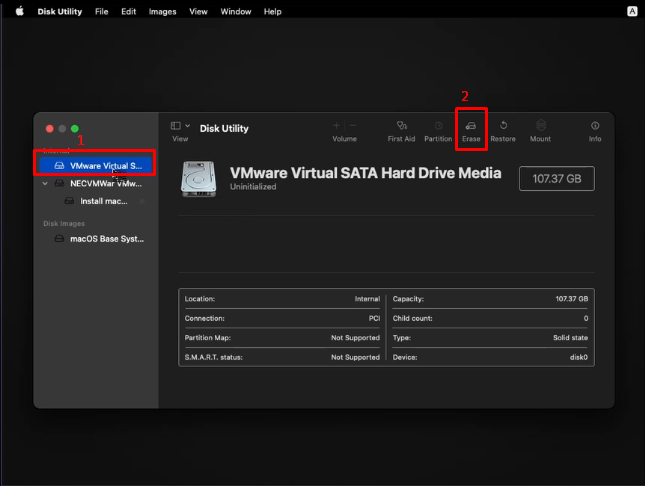 Disk Utility File Edit Images View Window Help A
2
1
Disk Utility
View Volume First Aid Partition Erase Restore Mount Info
Internal
VMware Virtual S...
NECVMWar VMw...
Install mac...
Disk Images
macOS Base Syst...
VMware Virtual SATA Hard Drive Media
Uninitialized
107.37 GB
Location: Internal Capacity: 107.37 GB
Connection: PCI Child count: 0
Partition Map: Not Supported Type: Solid state
S.M.A.R.T. status: Not Supported Device: disk0